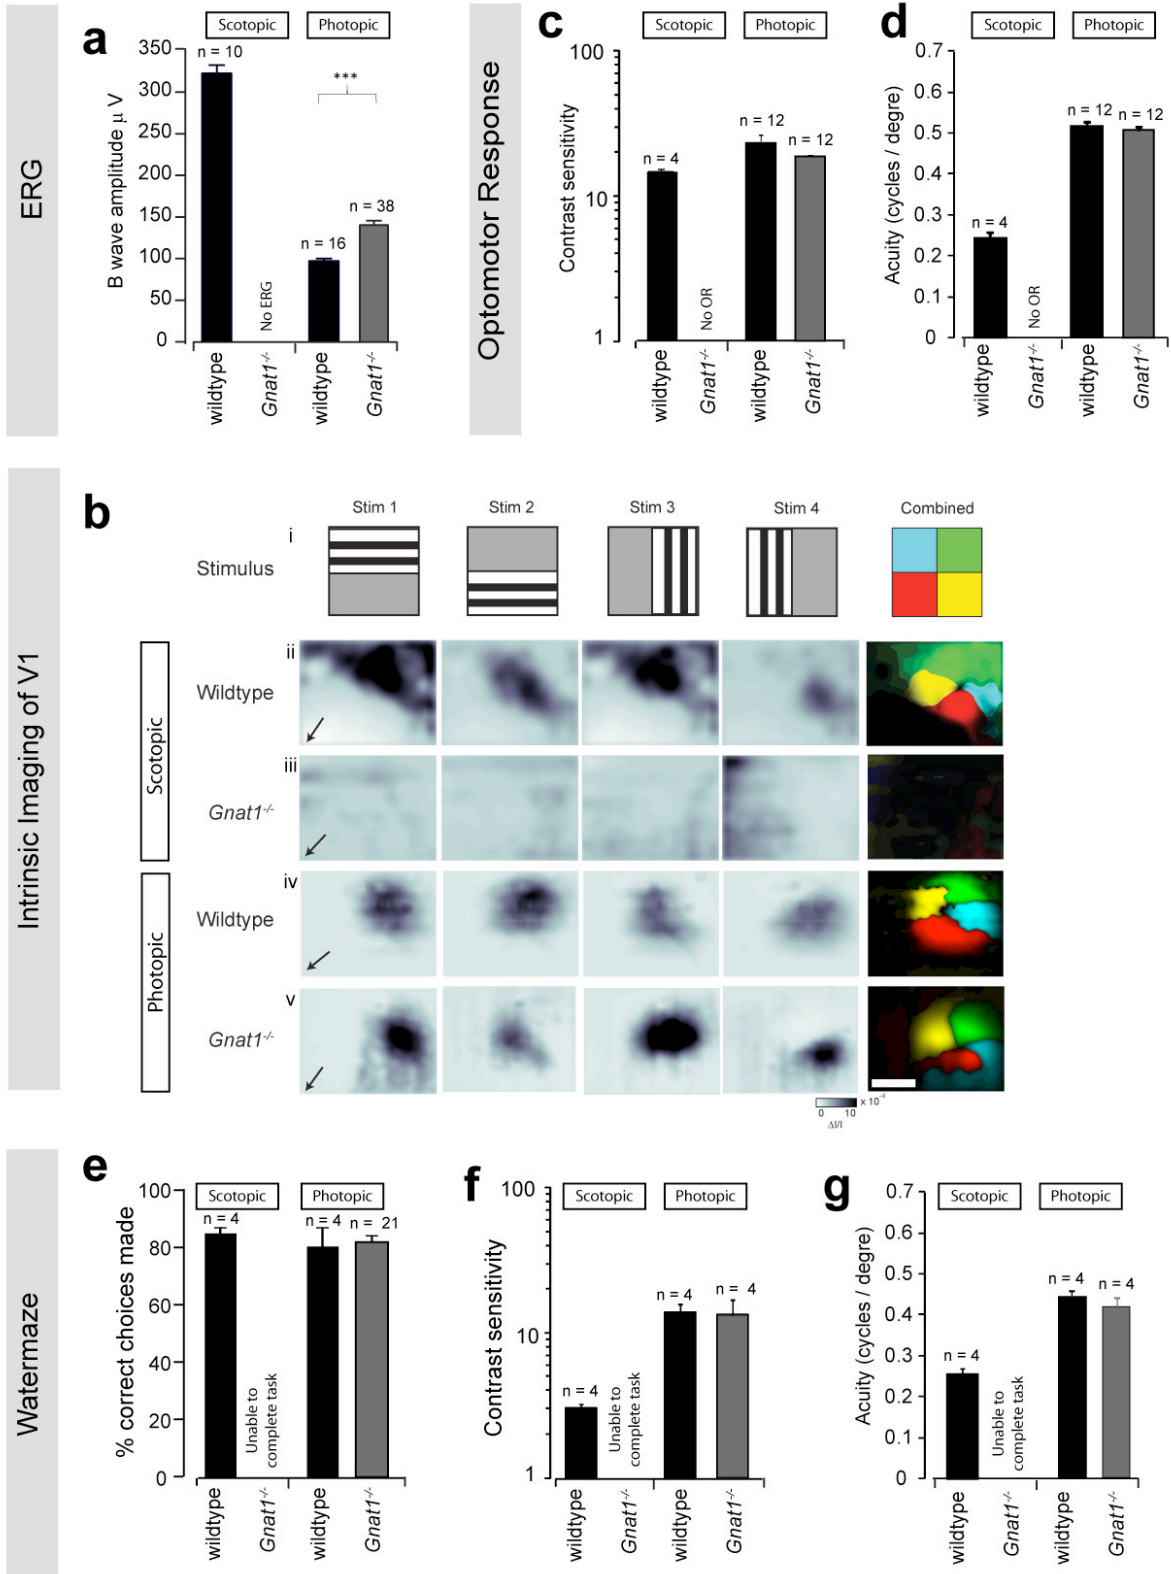 ERG
a
Scotopic Photopic
B wave amplitude μ V
350
300
250
200
150
100
50
0
n = 10
No ERG
n = 16
***
n = 38
wildtype
Gnat1-/-
wildtype
Gnat1-/-
Optomotor Response
c
Scotopic Photopic
Contrast sensitivity
100
10
1
n = 4
No OR
n = 12
n = 12
wildtype
Gnat1-/-
wildtype
Gnat1-/-
d
Scotopic Photopic
Acuity (cycles / degre)
0.7
0.6
0.5
0.4
0.3
0.2
0.1
0
n = 4
No OR
n = 12
n = 12
wildtype
Gnat1-/-
wildtype
Gnat1-/-
Intrinsic Imaging of V1
b
Stim 1 Stim 2 Stim 3 Stim 4 Combined
i
Stimulus
Scotopic
ii
Wildtype
iii
Gnat1-/-
Photopic
iv
Wildtype
v
Gnat1-/-
0 10 x 10-4
ΔI/I
Watermaze
e
Scotopic Photopic
% correct choices made
100
80
60
40
20
0
n = 4
Unable to
complete task
n = 4
n = 21
wildtype
Gnat1-/-
wildtype
Gnat1-/-
f
Scotopic Photopic
Contrast sensitivity
100
10
1
n = 4
Unable to
complete task
n = 4
n = 4
wildtype
Gnat1-/-
wildtype
Gnat1-/-
g
Scotopic Photopic
Acuity (cycles / degre)
0.7
0.6
0.5
0.4
0.3
0.2
0.1
0
n = 4
Unable to
complete task
n = 4
n = 4
wildtype
Gnat1-/-
wildtype
Gnat1-/-